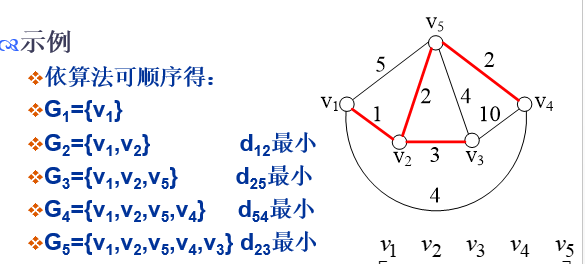 示例
依算法可顺序得：
G₁={v₁}
G₂={v₁,v₂} d₁₂最小
G₃={v₁,v₂,v₅} d₂₅最小
G₄={v₁,v₂,v₅,v₄} d₅₄最小
G₅={v₁,v₂,v₅,v₄,v₃} d₂₃最小
v₅
5 2
2 4
v₁ 1 10 v₄
v₂ 3 v₃
4
v₁ v₂ v₃ v₄ v₅